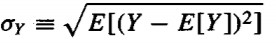 σ_Y ≡ √E[(Y − E[Y])²]